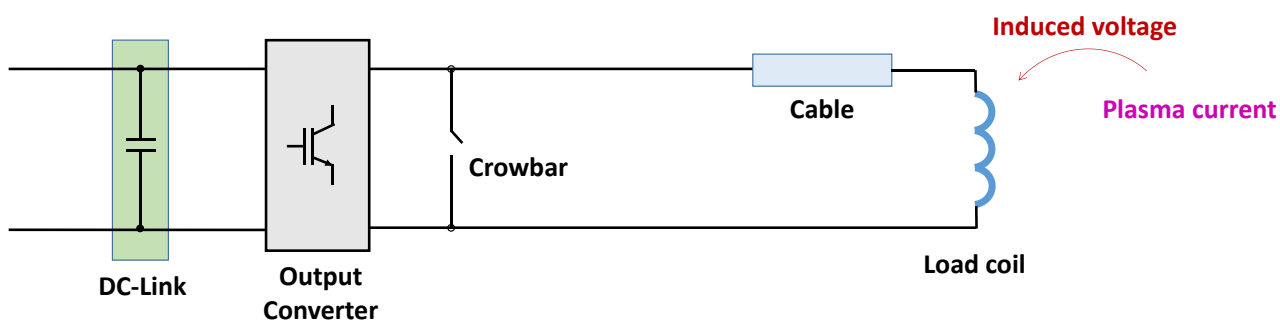 Induced voltage
Plasma current
Cable
Crowbar
Load coil
DC-Link
Output
Converter